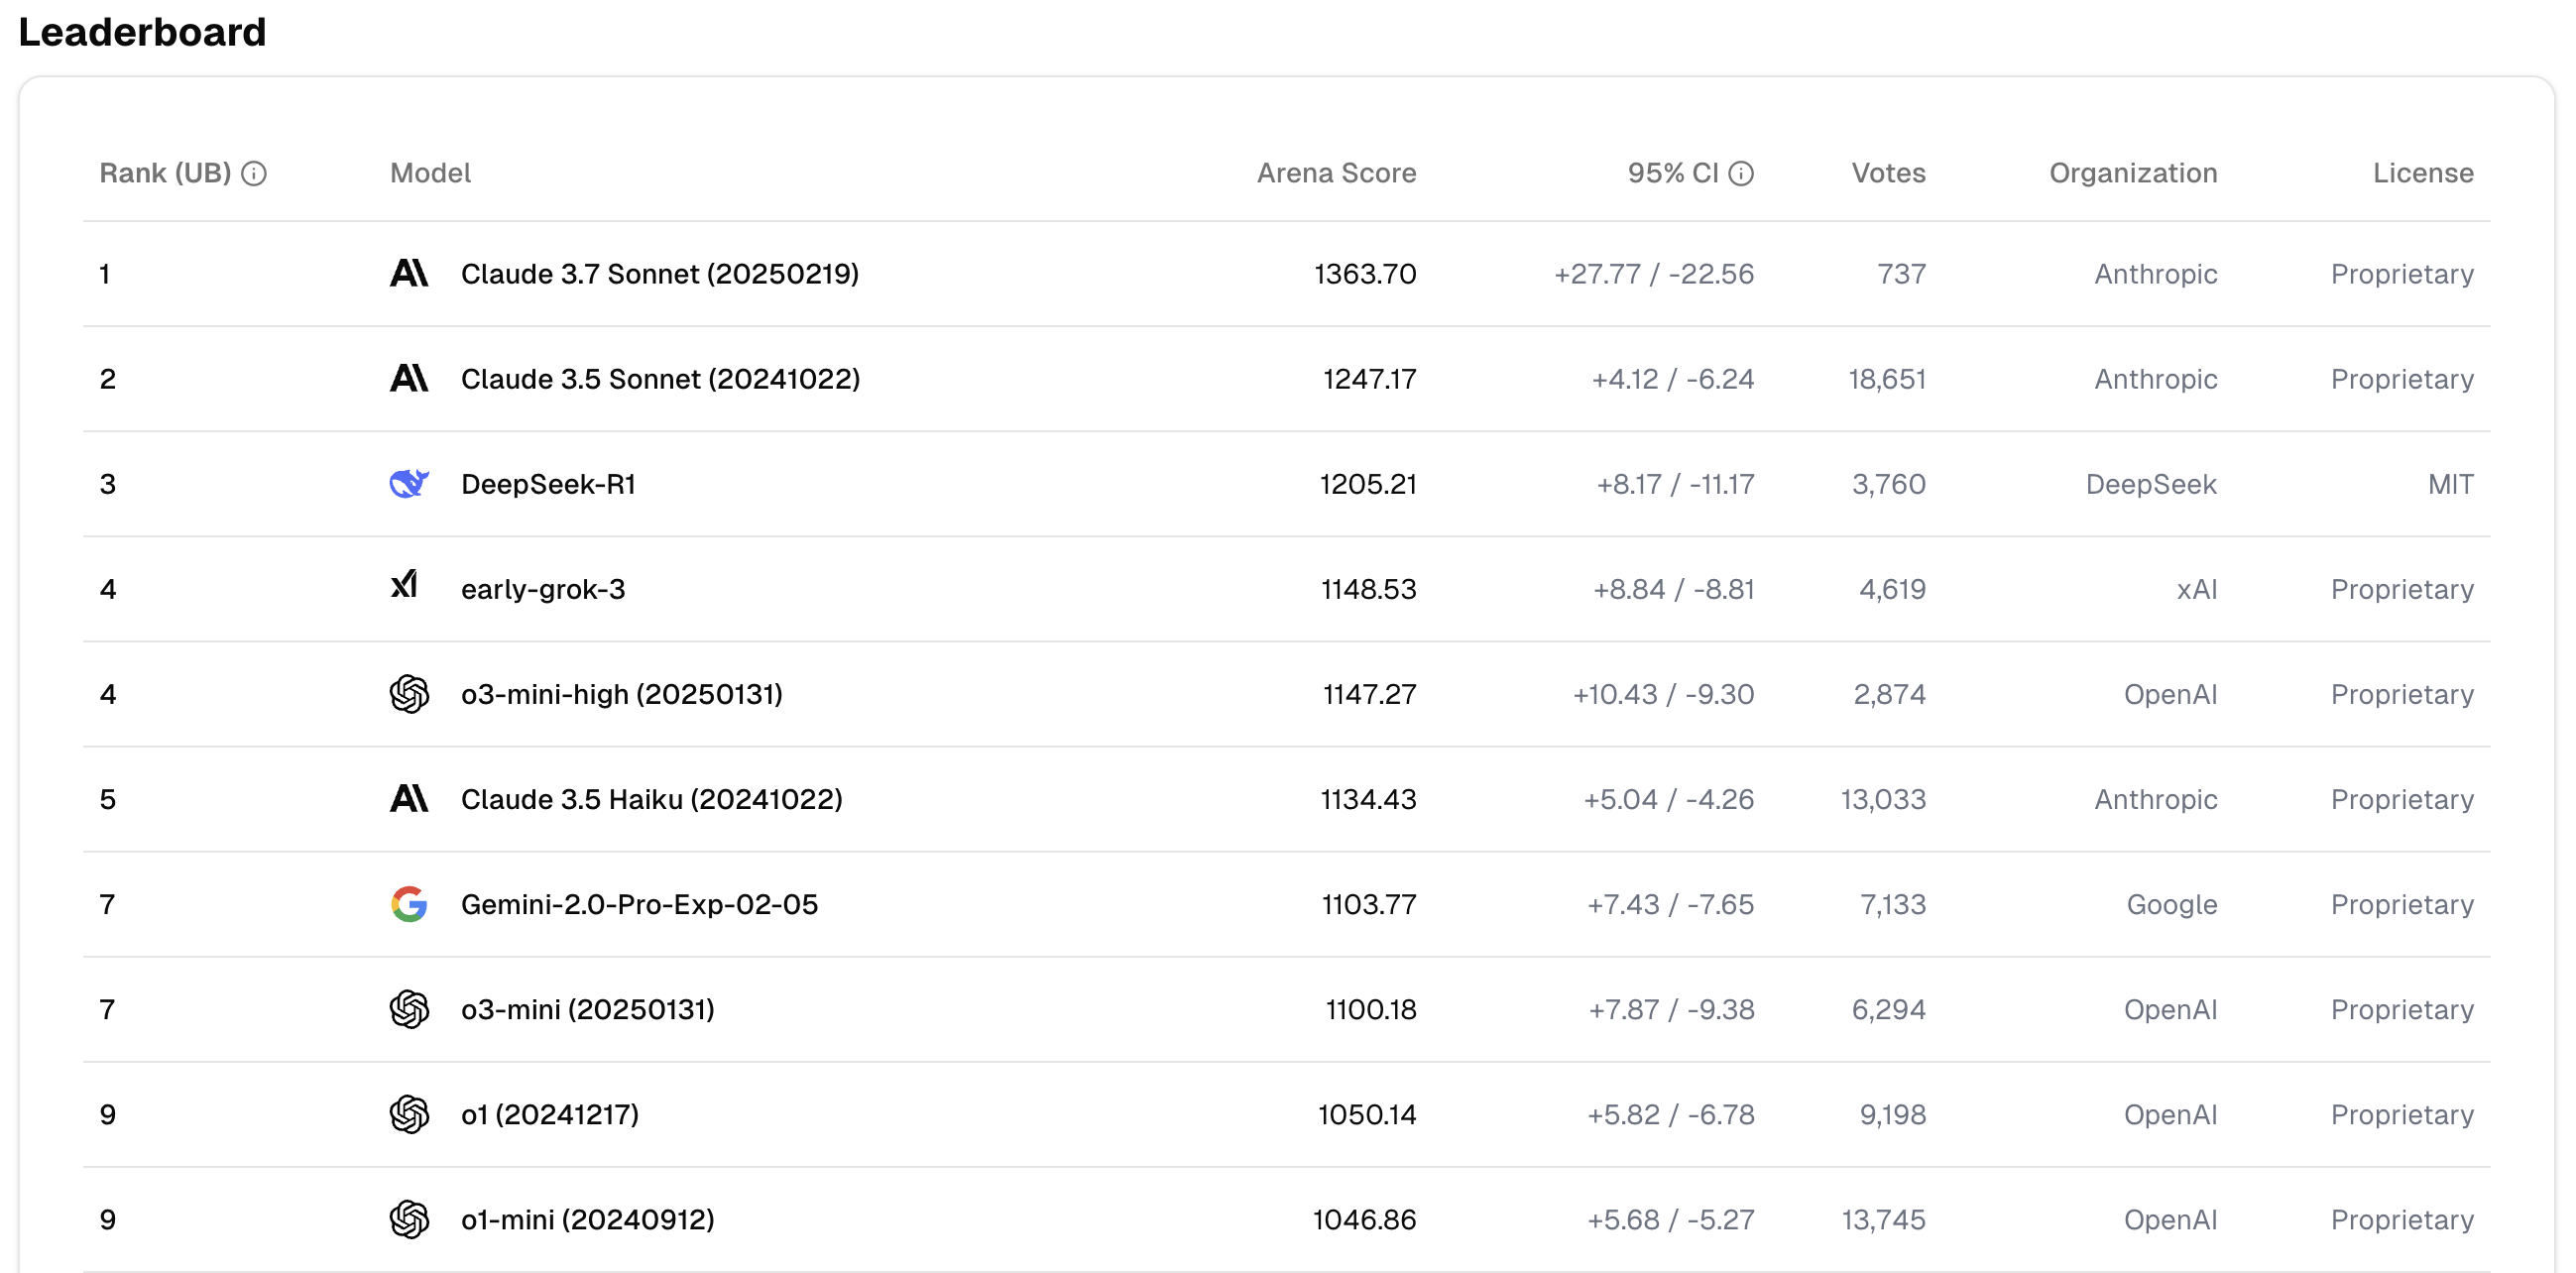 Leaderboard
Rank (UB) Model Arena Score 95% CI Votes Organization License
1 Claude 3.7 Sonnet (20250219) 1363.70 +27.77 / -22.56 737 Anthropic Proprietary
2 Claude 3.5 Sonnet (20241022) 1247.17 +4.12 / -6.24 18,651 Anthropic Proprietary
3 DeepSeek-R1 1205.21 +8.17 / -11.17 3,760 DeepSeek MIT
4 early-grok-3 1148.53 +8.84 / -8.81 4,619 xAI Proprietary
4 o3-mini-high (20250131) 1147.27 +10.43 / -9.30 2,874 OpenAI Proprietary
5 Claude 3.5 Haiku (20241022) 1134.43 +5.04 / -4.26 13,033 Anthropic Proprietary
7 Gemini-2.0-Pro-Exp-02-05 1103.77 +7.43 / -7.65 7,133 Google Proprietary
7 o3-mini (20250131) 1100.18 +7.87 / -9.38 6,294 OpenAI Proprietary
9 o1 (20241217) 1050.14 +5.82 / -6.78 9,198 OpenAI Proprietary
9 o1-mini (20240912) 1046.86 +5.68 / -5.27 13,745 OpenAI Proprietary